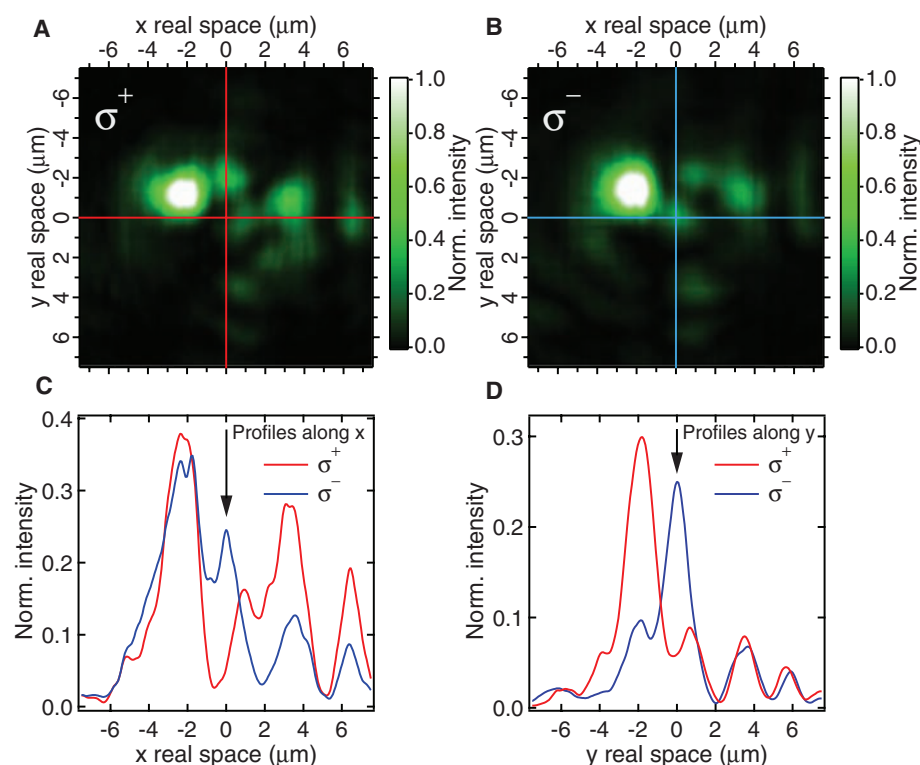 A
x real space (μm)
-6 -4 -2 0 2 4 6
σ+
y real space (μm)
-6
-4
-2
0
2
4
6
1.0
0.8
0.6
0.4
0.2
0.0
Norm. intensity
B
x real space (μm)
-6 -4 -2 0 2 4 6
σ−
y real space (μm)
-6
-4
-2
0
2
4
6
1.0
0.8
0.6
0.4
0.2
0.0
Norm. intensity
C
Profiles along x
σ+
σ−
Norm. intensity
0.4
0.3
0.2
0.1
0.0
-6 -4 -2 0 2 4 6
x real space (μm)
D
Profiles along y
σ+
σ−
Norm. intensity
0.3
0.2
0.1
0.0
-6 -4 -2 0 2 4 6
y real space (μm)